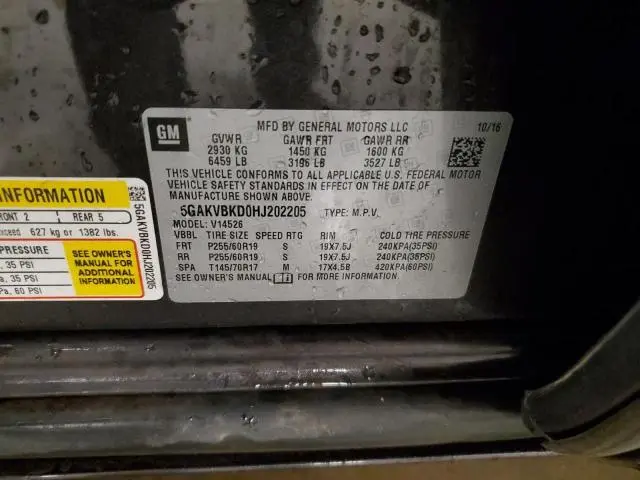 GM
MFD BY GENERAL MOTORS LLC
10/16
GVWR GAWR FRT GAWR RR
2930 KG 1450 KG 1600 KG
6459 LB 3196 LB 3527 LB
THIS VEHICLE CONFORMS TO ALL APPLICABLE U.S. FEDERAL MOTOR
VEHICLE SAFETY STANDARDS IN EFFECT ON THE DATE OF
MANUFACTURE SHOWN ABOVE.
5GAKVBKD0HJ202205 TYPE: M.P.V.
MODEL: V14526
VBBL TIRE SIZE SPEED RTG RIM COLD TIRE PRESSURE
FRT P255/60R19 S 19X7.5J 240KPA(35PSI)
RR P255/60R19 S 19X7.5J 240KPA(35PSI)
SPA T145/70R17 M 17X4.5B 420KPA(60PSI)
SEE OWNER'S MANUAL FOR MORE INFORMATION.
INFORMATION
FRONT 2 REAR 5
exceed 627 kg or 1382 lbs.
PRESSURE
, 35 PSI
a, 35 PSI
Pa, 60 PSI
SEE OWNER'S
MANUAL FOR
ADDITIONAL
INFORMATION
5GAKVBKD0HJ202205